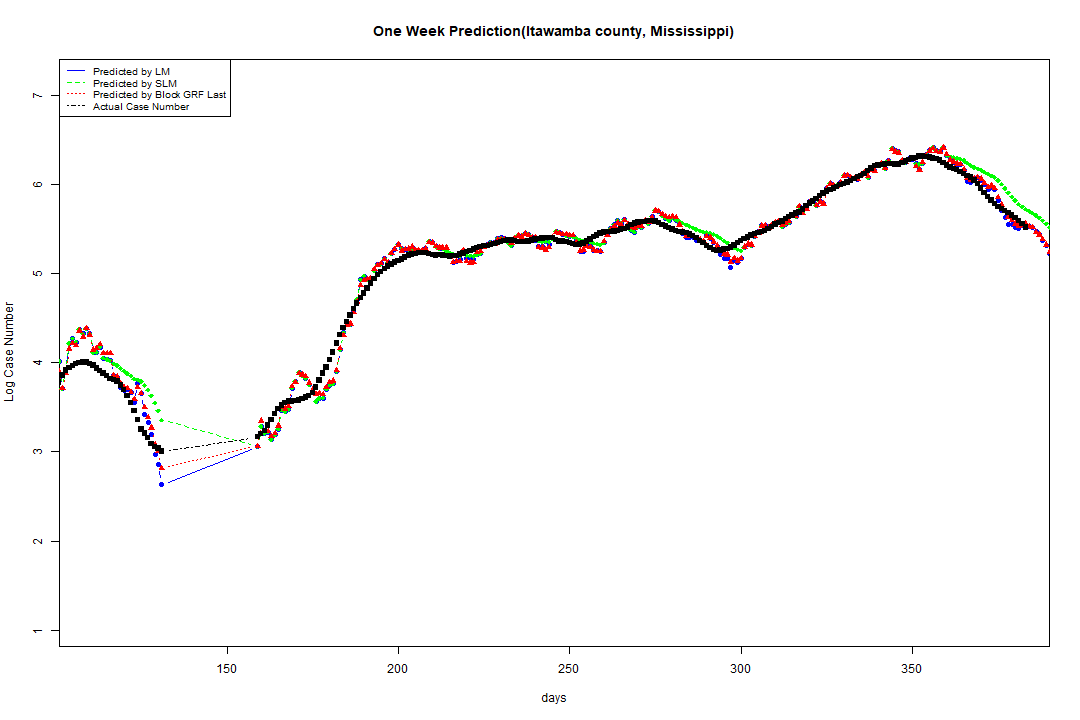 One Week Prediction(Itawamba county, Mississippi)
Predicted by LM
Predicted by SLM
Predicted by Block GRF Last
Actual Case Number
Log Case Number
7
6
5
4
3
2
1
150
200
250
300
350
days